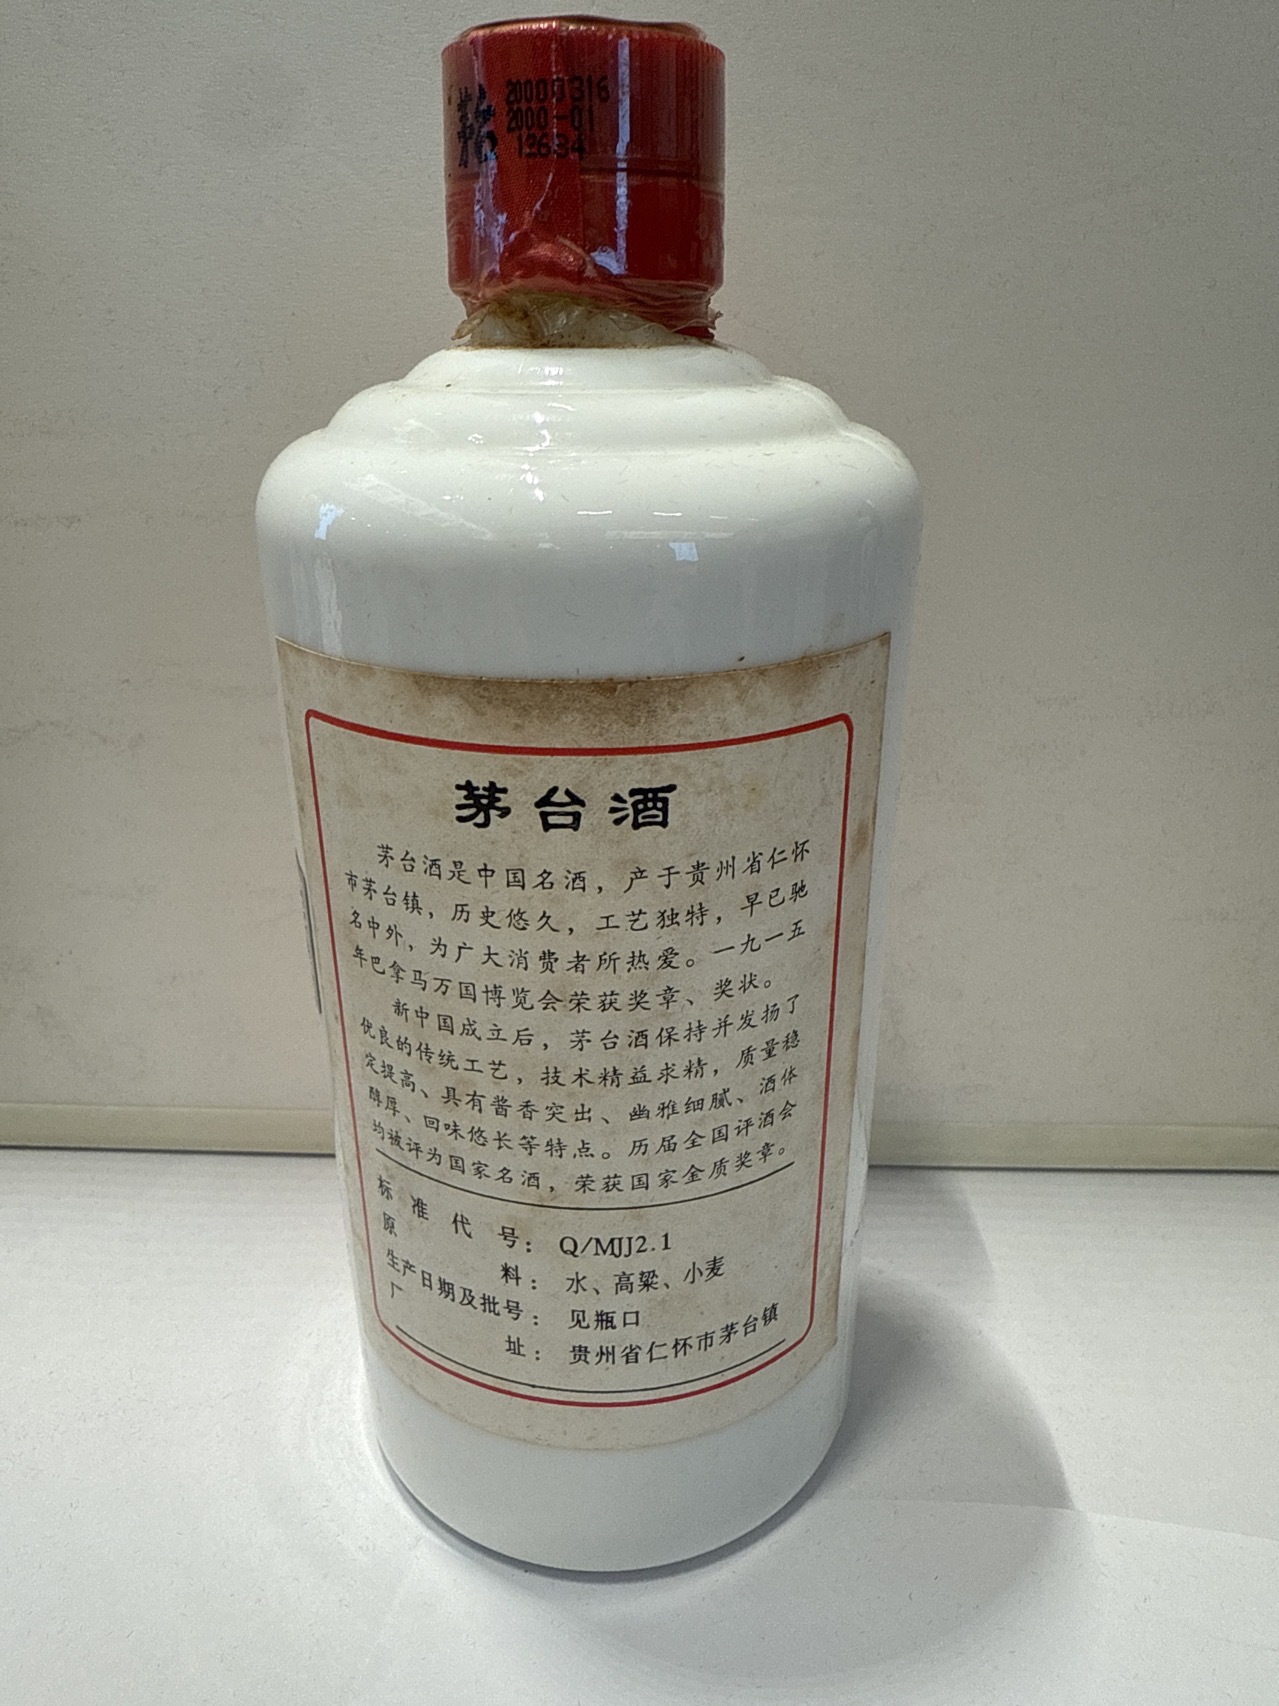 20000316
2000-01
12634
茅台酒
茅台酒是中国名酒，产于贵州省仁怀
市茅台镇，历史悠久，工艺独特，早已驰
名中外，为广大消费者所热爱。一九一五
年巴拿马万国博览会荣获奖章、奖状。
新中国成立后，茅台酒保持并发扬了
优良的传统工艺，技术精益求精，质量稳
定提高、具有酱香突出、幽雅细腻、酒体
醇厚、回味悠长等特点。历届全国评酒会
均被评为国家名酒，荣获国家金质奖章。
标准代号：Q/MJJ2.1
原料：水、高粱、小麦
生产日期及批号：见瓶口
厂址：贵州省仁怀市茅台镇